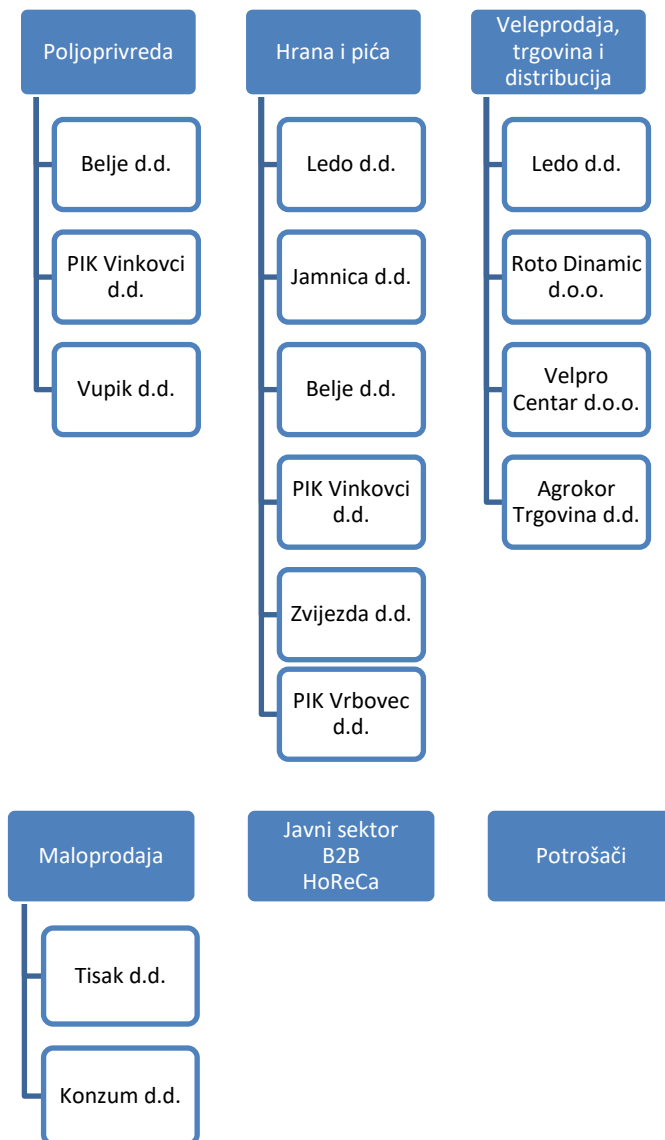 Poljoprivreda
Belje d.d.
PIK Vinkovci
d.d.
Vupik d.d.
Hrana i pića
Ledo d.d.
Jamnica d.d.
Belje d.d.
PIK Vinkovci
d.d.
Zvijezda d.d.
PIK Vrbovec
d.d.
Veleprodaja,
trgovina i
distribucija
Ledo d.d.
Roto Dinamic
d.o.o.
Velpro
Centar d.o.o.
Agrokor
Trgovina d.d.
Maloprodaja
Tisak d.d.
Konzum d.d.
Javni sektor
B2B
HoReCa
Potrošači